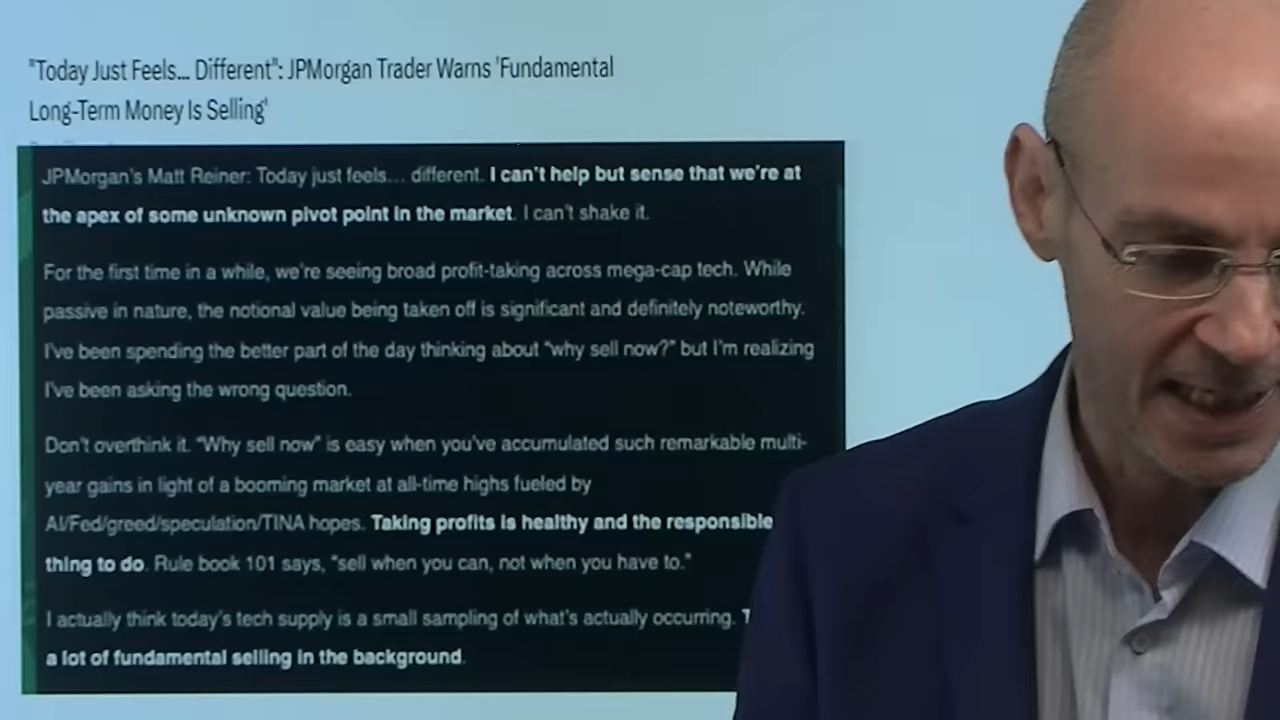 "Today Just Feels... Different": JPMorgan Trader Warns 'Fundamental
Long-Term Money Is Selling'
JPMorgan's Matt Reiner: Today just feels... different. I can't help but sense that we're at
the apex of some unknown pivot point in the market. I can't shake it.
For the first time in a while, we're seeing broad profit-taking across mega-cap tech. While
passive in nature, the notional value being taken off is significant and definitely noteworthy.
I've been spending the better part of the day thinking about "why sell now?" but I'm realizing
I've been asking the wrong question.
Don't overthink it. "Why sell now" is easy when you've accumulated such remarkable multi-
year gains in light of a booming market at all-time highs fueled by
AI/Fed/greed/speculation/TINA hopes. Taking profits is healthy and the responsible
thing to do. Rule book 101 says, "sell when you can, not when you have to."
I actually think today's tech supply is a small sampling of what's actually occurring.
a lot of fundamental selling in the background.